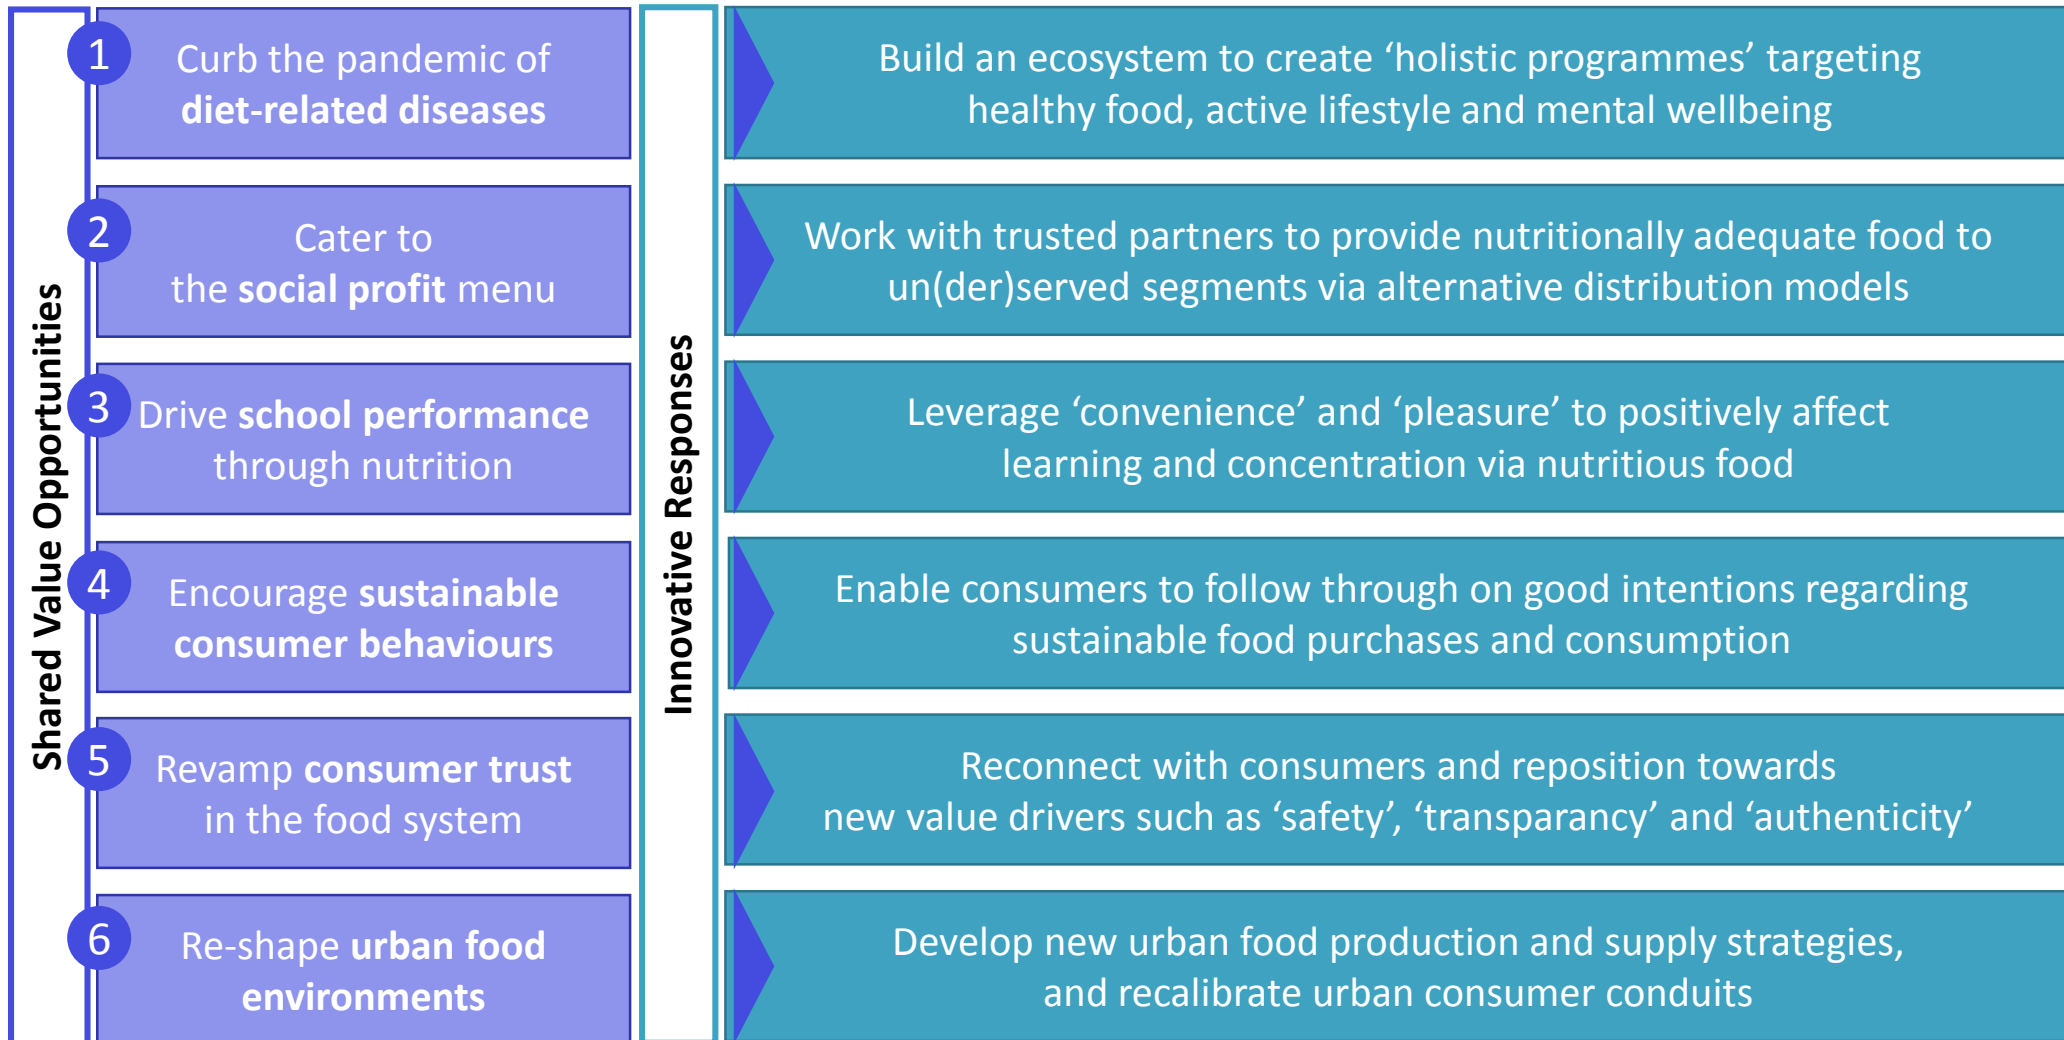 Shared Value Opportunities
1
Curb the pandemic of
diet-related diseases
2
Cater to
the social profit menu
3
Drive school performance
through nutrition
4
Encourage sustainable
consumer behaviours
5
Revamp consumer trust
in the food system
6
Re-shape urban food
environments
Innovative Responses
Build an ecosystem to create ‘holistic programmes’ targeting
healthy food, active lifestyle and mental wellbeing
Work with trusted partners to provide nutritionally adequate food to
un(der)served segments via alternative distribution models
Leverage ‘convenience’ and ‘pleasure’ to positively affect
learning and concentration via nutritious food
Enable consumers to follow through on good intentions regarding
sustainable food purchases and consumption
Reconnect with consumers and reposition towards
new value drivers such as ‘safety’, ‘transparancy’ and ‘authenticity’
Develop new urban food production and supply strategies,
and recalibrate urban consumer conduits